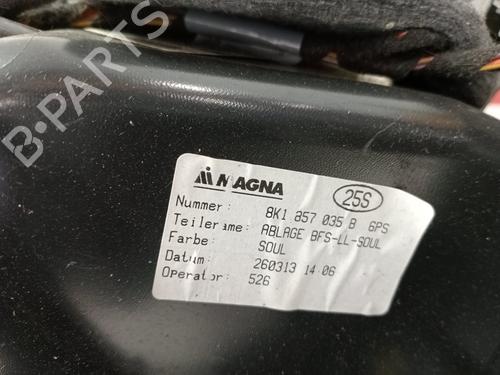 B-PARTS
MAGNA
25S
Nummer: 8K1 857 035 B 6PS
Teilename: ABLAGE BFS-LL-SOUL
Farbe: SOUL
Datum: 260313 14:06
Operator: 526